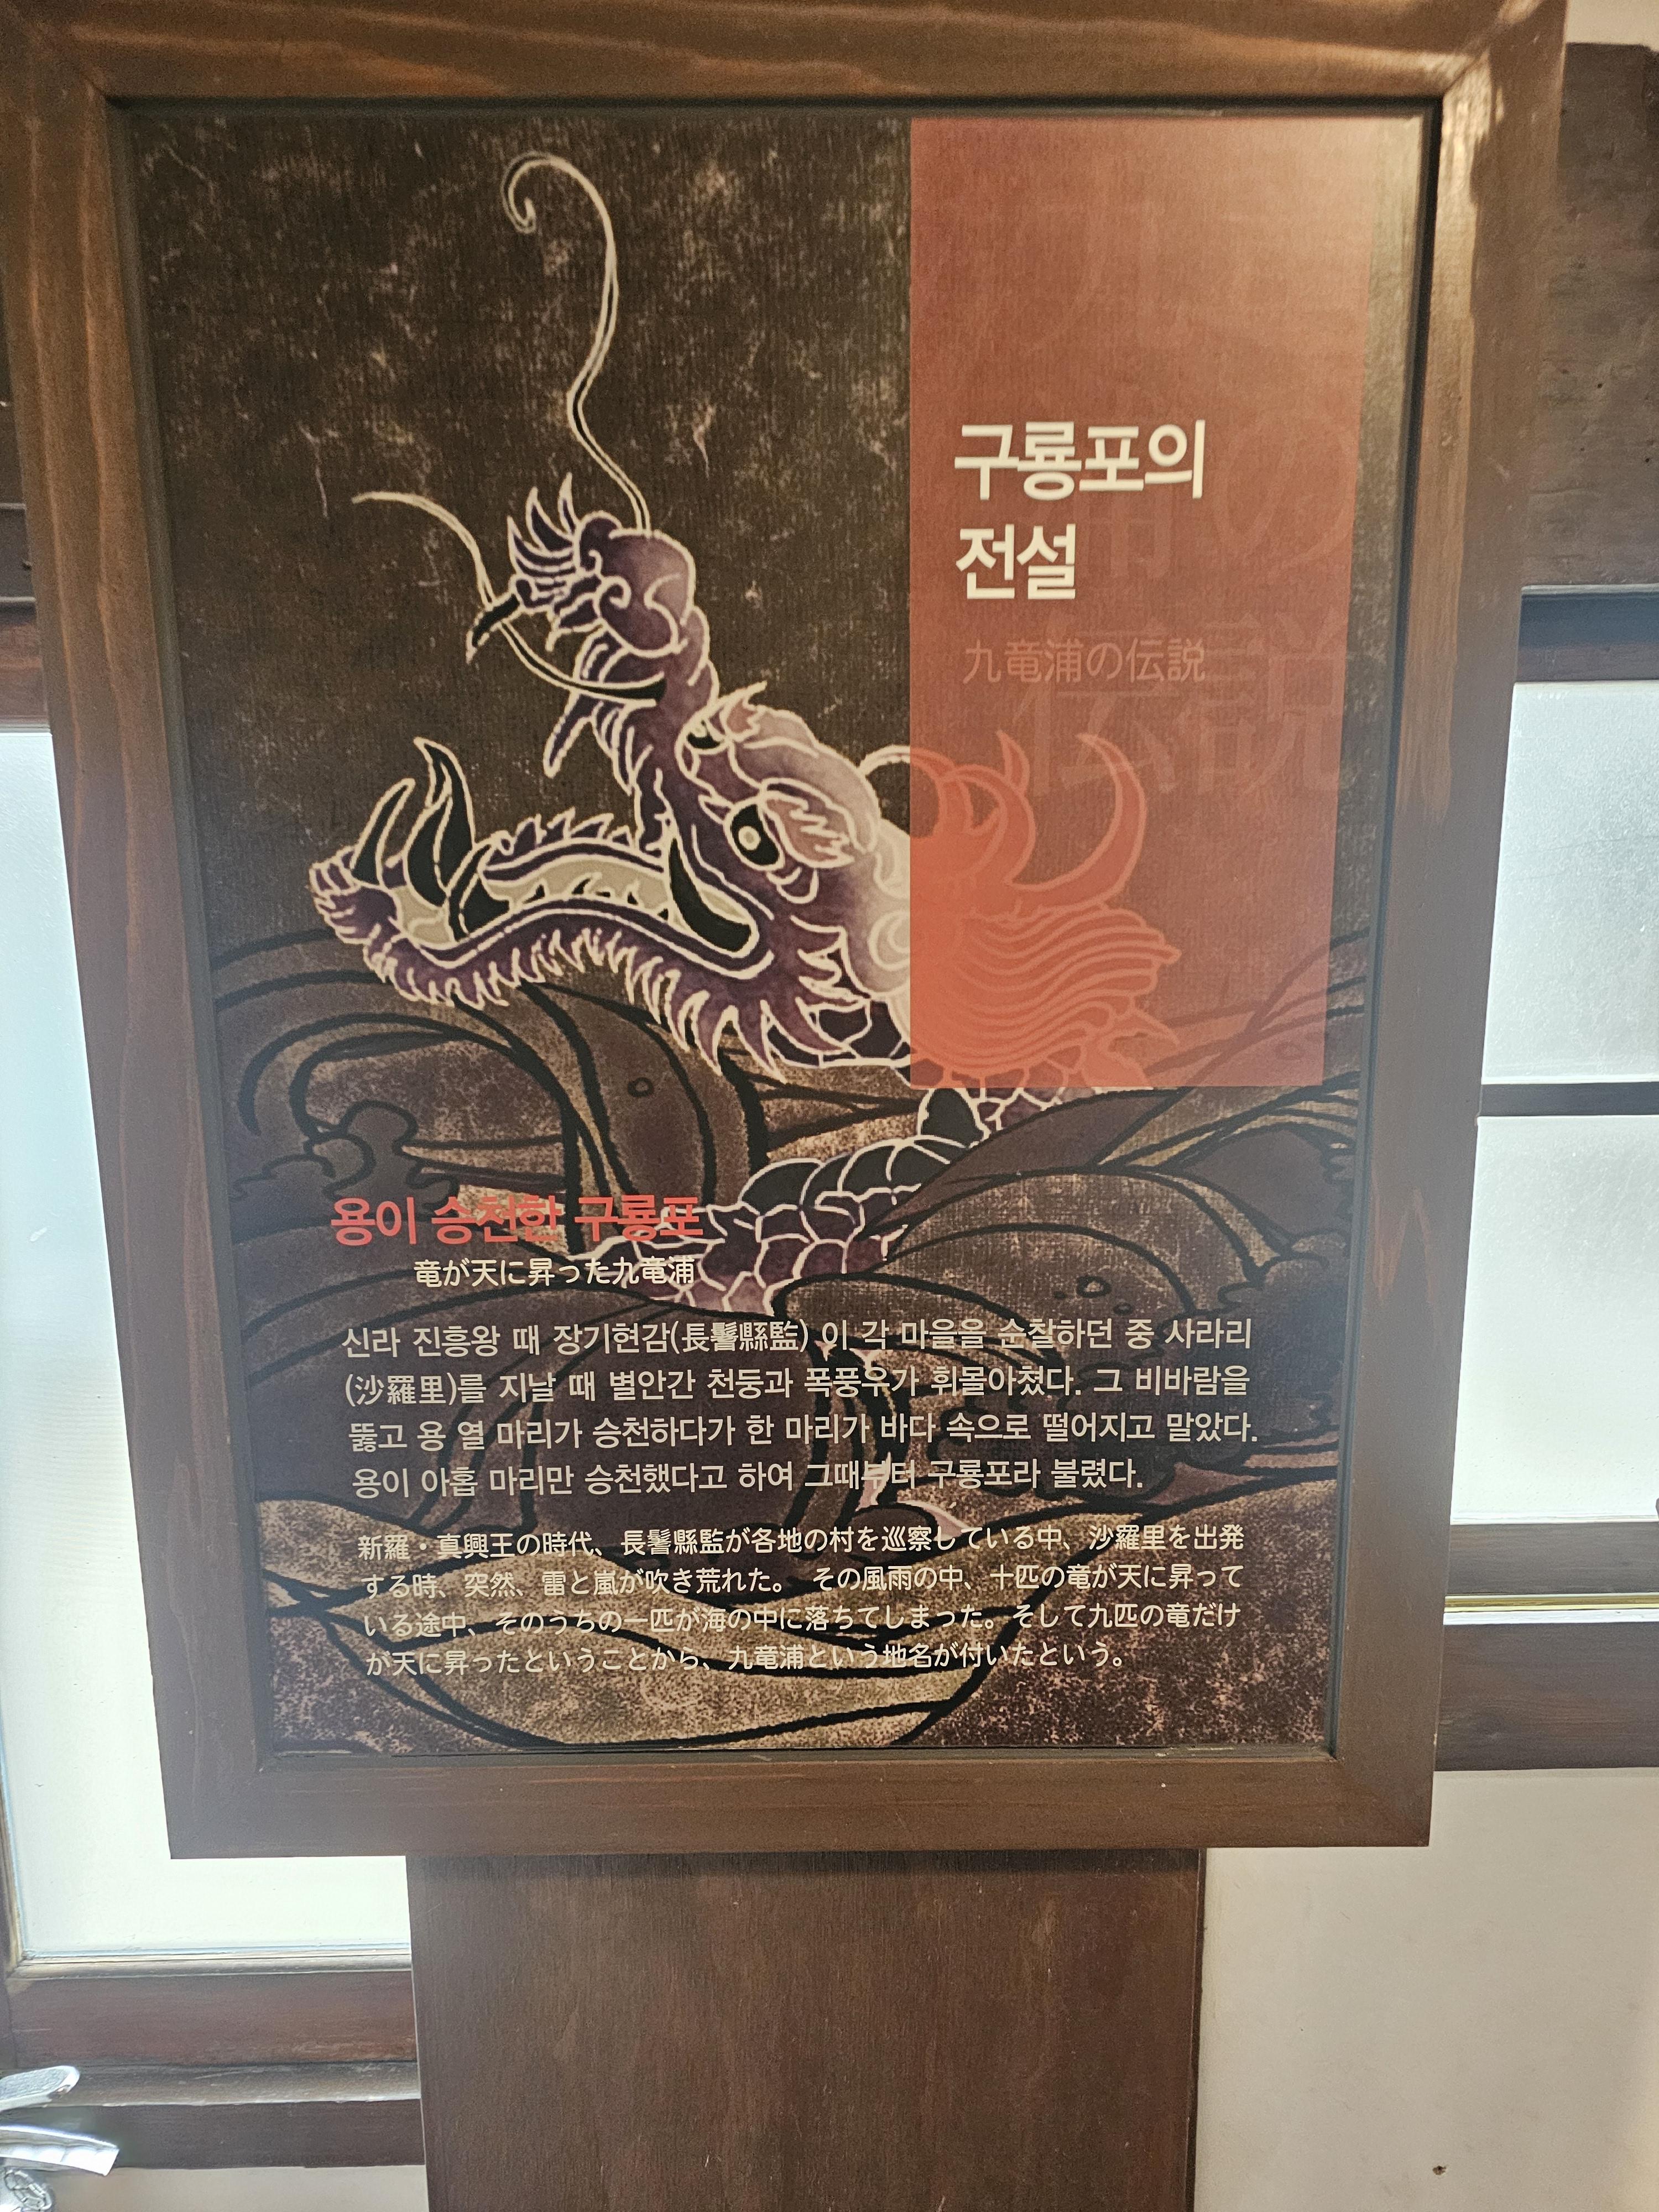 구룡포의
전설
九竜浦の伝説
용이 승천한 구룡포
竜が天に昇った九竜浦
신라 진흥왕 때 장기현감(長鬐縣監) 이 각 마을을 순찰하던 중 사라리
(沙羅里)를 지날 때 별안간 천둥과 폭풍우가 휘몰아쳤다. 그 비바람을
뚫고 용 열 마리가 승천하다가 한 마리가 바다 속으로 떨어지고 말았다.
용이 아홉 마리만 승천했다고 하여 그때부터 구룡포라 불렸다.
新羅・真興王の時代、長鬐縣監が各地の村を巡察している中、沙羅里を出発
する時、突然、雷と嵐が吹き荒れた。 その風雨の中、十匹の竜が天に昇って
いる途中、そのうちの一匹が海の中に落ちてしまった。そして九匹の竜だけ
が天に昇ったということから、九竜浦という地名が付いたという。